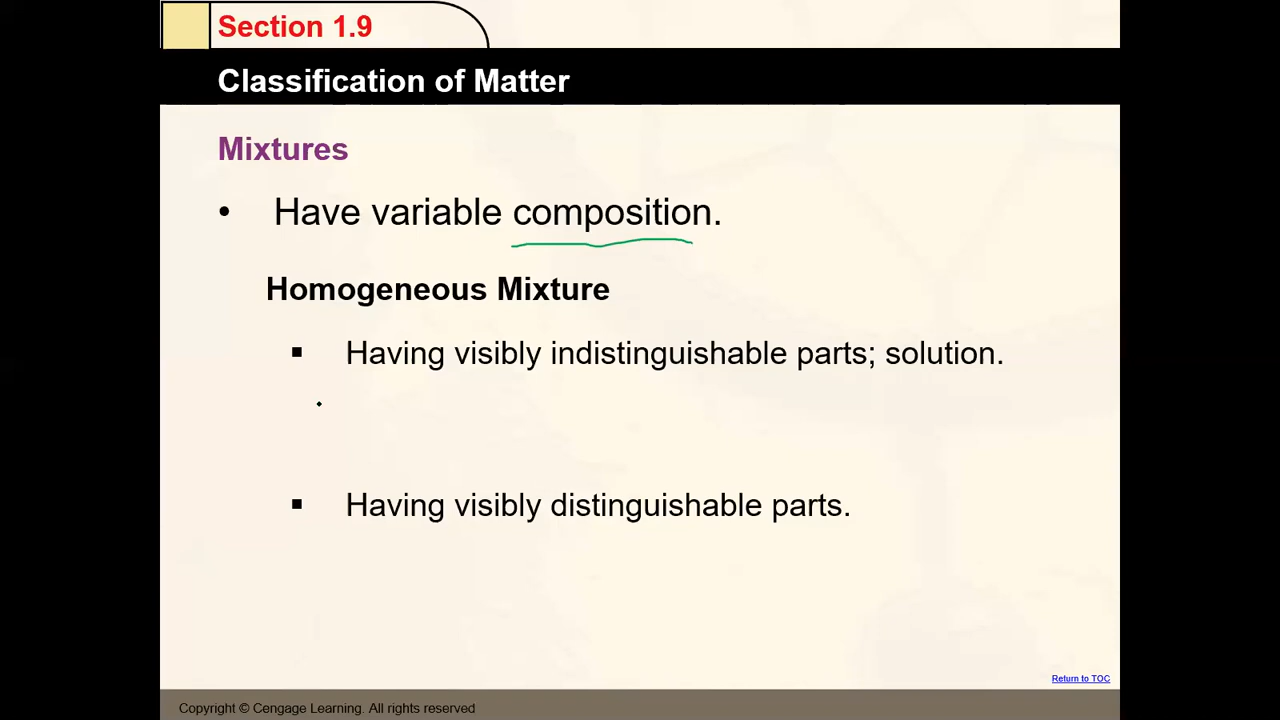 Section 1.9
Classification of Matter
Mixtures
• Have variable composition.
Homogeneous Mixture
▪ Having visibly indistinguishable parts; solution.
▪ Having visibly distinguishable parts.
Return to TOC
Copyright © Cengage Learning. All rights reserved